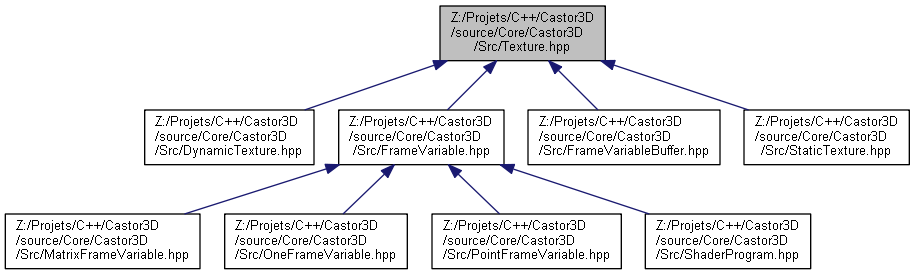 Z:/Projets/C++/Castor3D
/source/Core/Castor3D
/Src/Texture.hpp
Z:/Projets/C++/Castor3D
/source/Core/Castor3D
/Src/DynamicTexture.hpp
Z:/Projets/C++/Castor3D
/source/Core/Castor3D
/Src/FrameVariable.hpp
Z:/Projets/C++/Castor3D
/source/Core/Castor3D
/Src/FrameVariableBuffer.hpp
Z:/Projets/C++/Castor3D
/source/Core/Castor3D
/Src/StaticTexture.hpp
Z:/Projets/C++/Castor3D
/source/Core/Castor3D
/Src/MatrixFrameVariable.hpp
Z:/Projets/C++/Castor3D
/source/Core/Castor3D
/Src/OneFrameVariable.hpp
Z:/Projets/C++/Castor3D
/source/Core/Castor3D
/Src/PointFrameVariable.hpp
Z:/Projets/C++/Castor3D
/source/Core/Castor3D
/Src/ShaderProgram.hpp